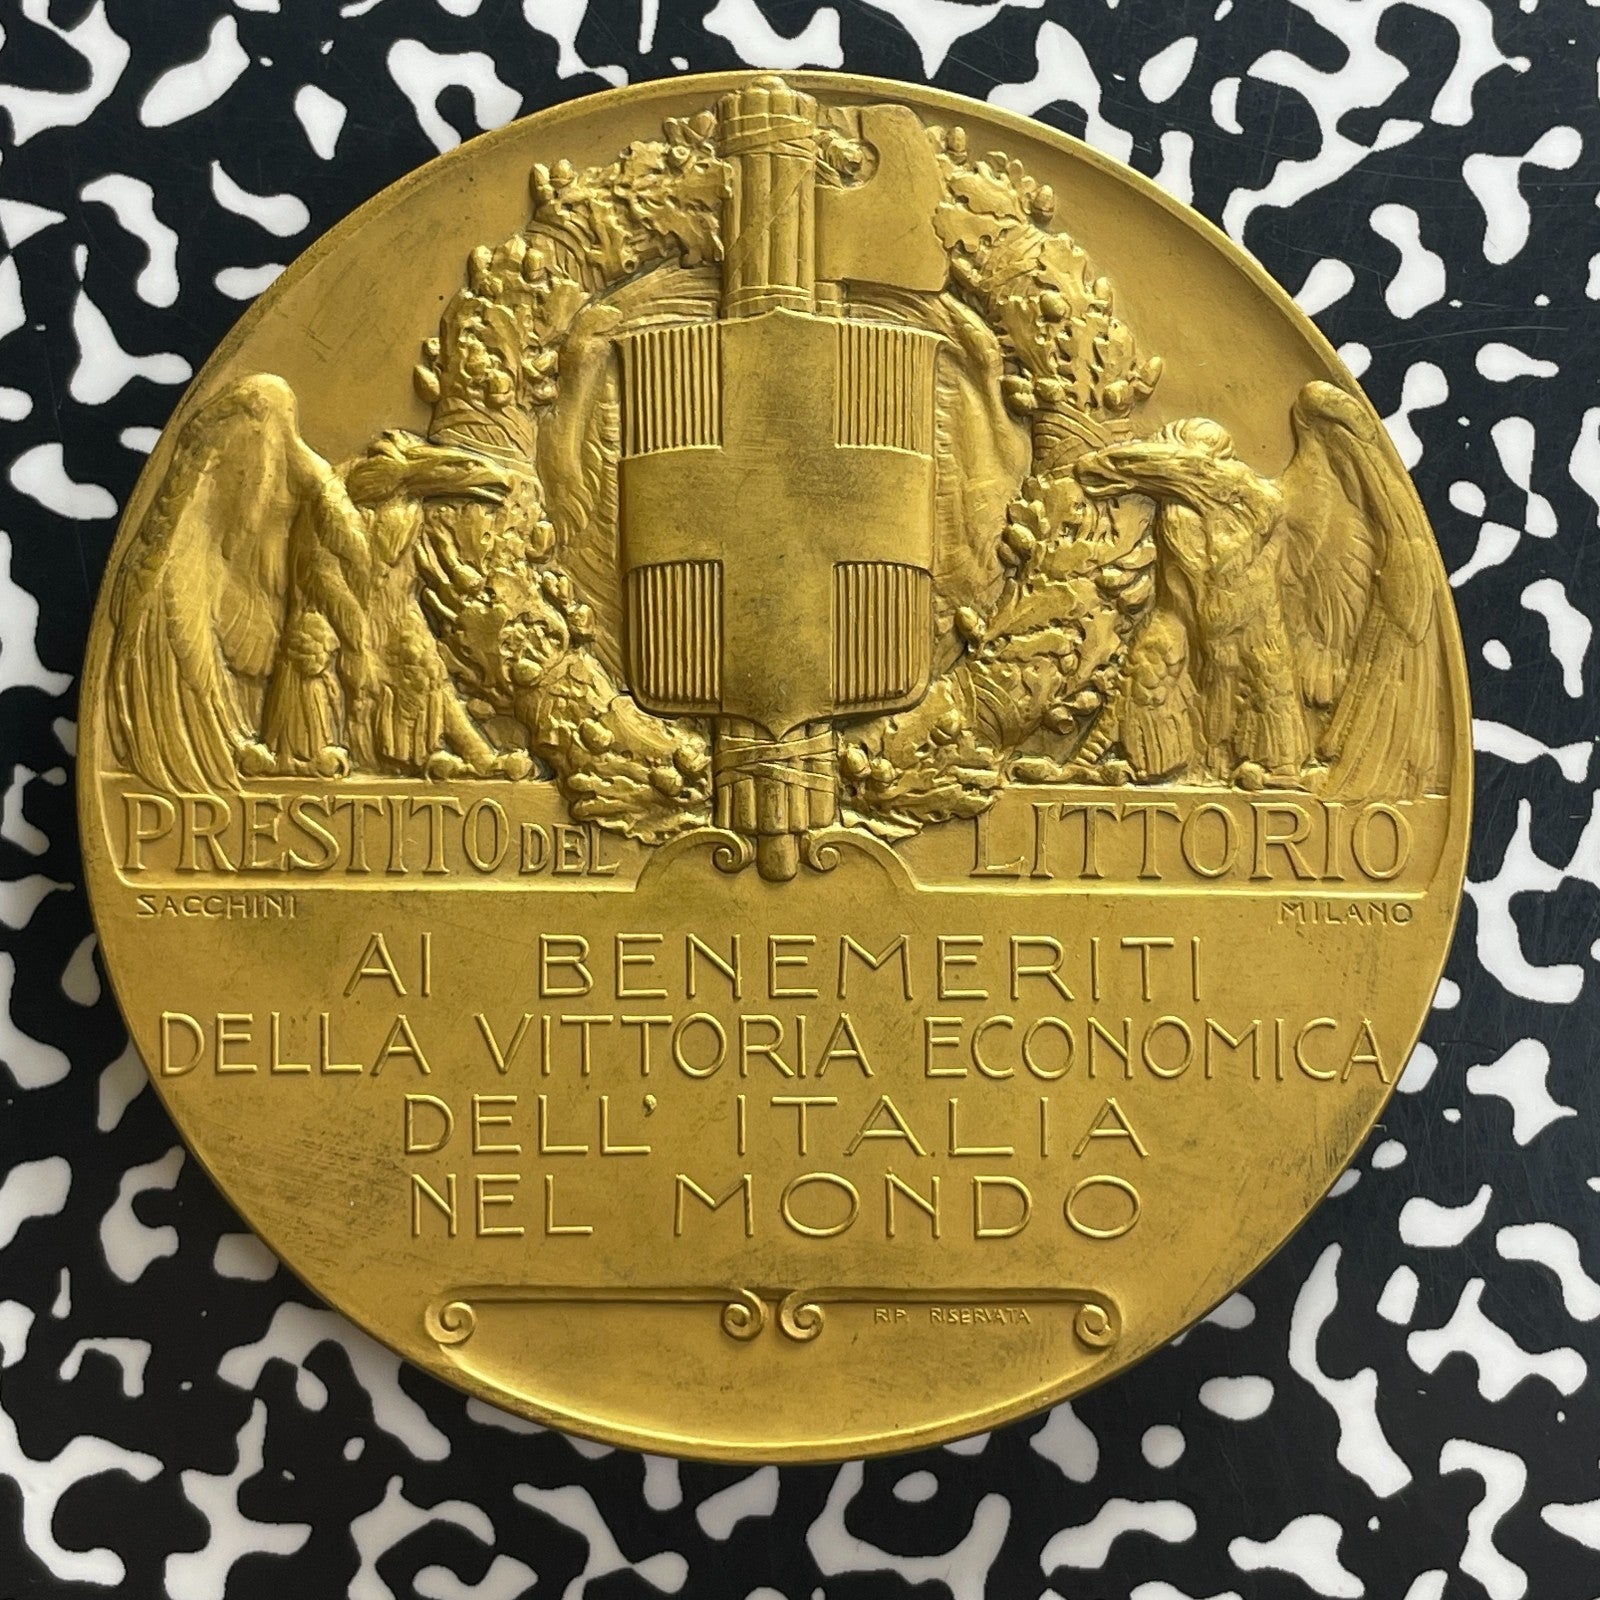 PRESTITO DEL LITTORIO
SACCHINI MILANO
AI BENEMERITI
DELLA VITTORIA ECONOMICA
DELL' ITALIA
NEL MONDO
RIP. RISERVATA